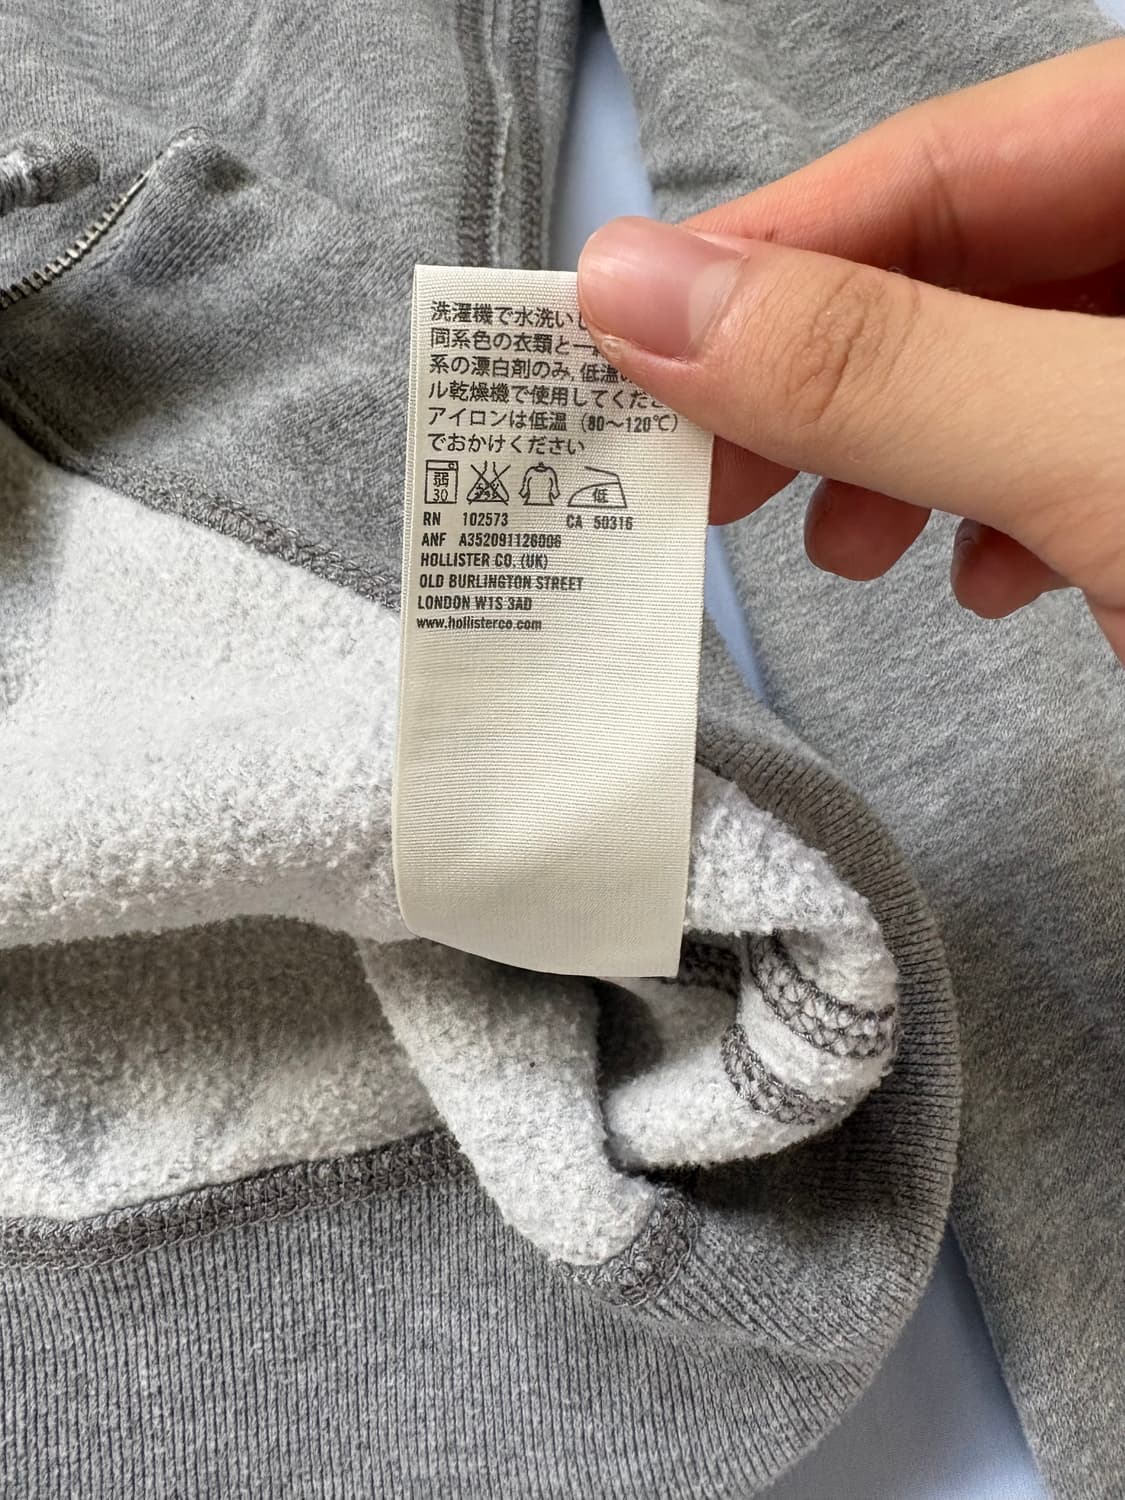 洗濯機で水洗い
同系色の衣類と一
系の漂白剤のみ, 低温
ル乾燥機で使用してくださ
アイロンは低温 (80～120℃)
でおかけください
弱 30 低
RN 102573 CA 50316
ANF A352091126006
HOLLISTER CO. (UK)
OLD BURLINGTON STREET
LONDON W1S 3AD
www.hollisterco.com